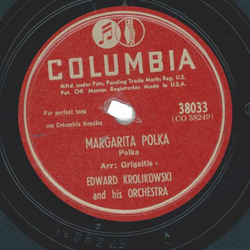 COLUMBIA
Mfrd. under Pats. Pending Trade Marks Reg. U.S.
Pat. Off. Marcas Registradas Made in U.S.A.
For perfect tone
use Columbia Needles
38033
(CO 38249)
MARGARITA POLKA
Polka
Arr: Grigaitis -
EDWARD KROLIKOWSKI
and his ORCHESTRA